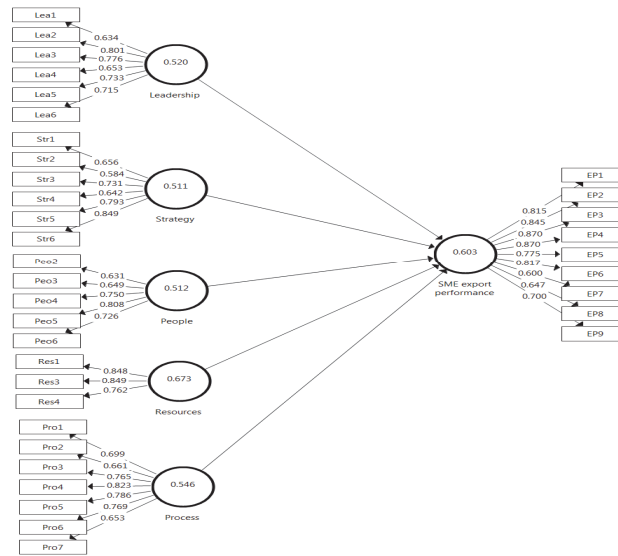 Lea1
Lea2
Lea3
Lea4
Lea5
Lea6
0.634
0.801
0.776
0.653
0.733
0.715
0.520
Leadership
Str1
Str2
Str3
Str4
Str5
Str6
0.656
0.584
0.731
0.642
0.793
0.849
0.511
Strategy
Peo2
Peo3
Peo4
Peo5
Peo6
0.631
0.649
0.750
0.808
0.726
0.512
People
Res1
Res3
Res4
0.848
0.849
0.762
0.673
Resources
Pro1
Pro2
Pro3
Pro4
Pro5
Pro6
Pro7
0.699
0.661
0.765
0.823
0.786
0.769
0.653
0.546
Process
0.603
SME export
performance
0.815
0.845
0.870
0.870
0.775
0.817
0.600
0.647
0.700
EP1
EP2
EP3
EP4
EP5
EP6
EP7
EP8
EP9